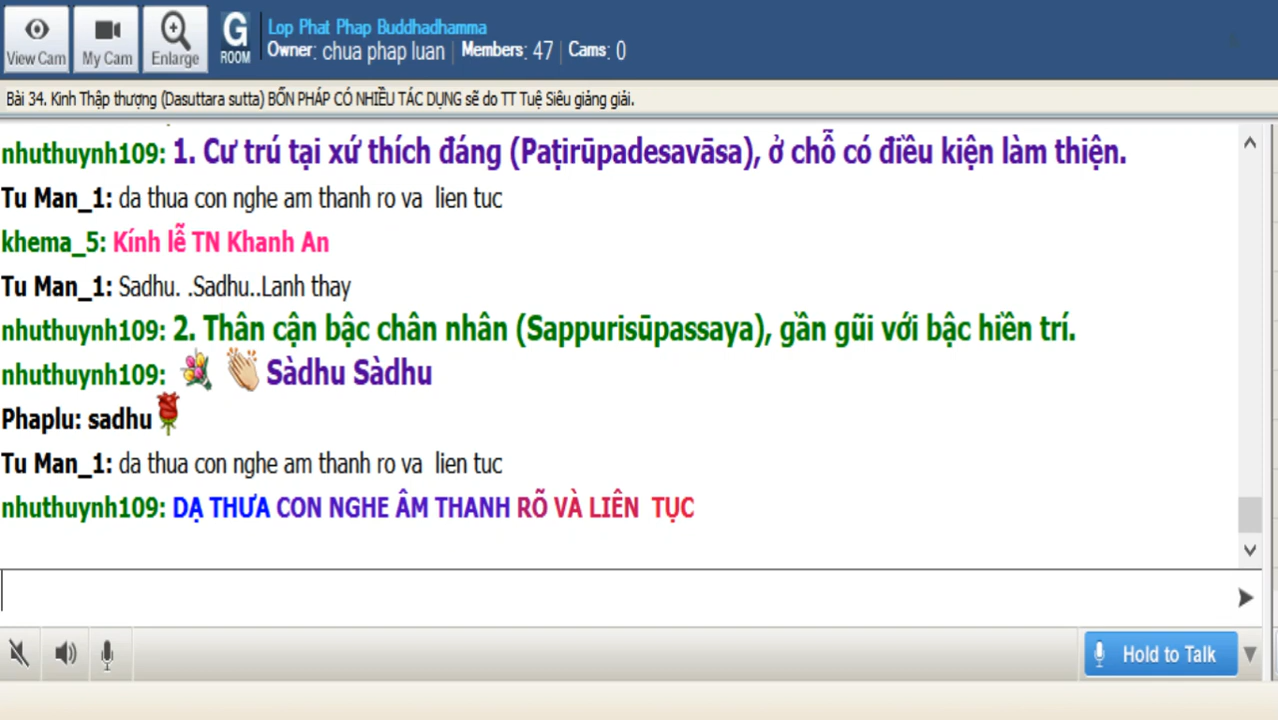 View Cam
My Cam
Enlarge
G
ROOM
Lop Phat Phap Buddhadhamma
Owner: chua phap luan | Members: 47 | Cams: 0
Bài 34. Kinh Thập thượng (Dasuttara sutta) BỐN PHÁP CÓ NHIỀU TÁC DỤNG sẽ do TT Tuệ Siêu giảng giải.
nhuthuynh109: 1. Cư trú tại xứ thích đáng (Paṭirūpadesavāsa), ở chỗ có điều kiện làm thiện.
Tu Man_1: da thua con nghe am thanh ro va lien tuc
khema_5: Kính lễ TN Khanh An
Tu Man_1: Sadhu. .Sadhu..Lanh thay
nhuthuynh109: 2. Thân cận bậc chân nhân (Sappurisūpassaya), gần gũi với bậc hiền trí.
nhuthuynh109: Sàdhu Sàdhu
Phaplu: sadhu
Tu Man_1: da thua con nghe am thanh ro va lien tuc
nhuthuynh109: DẠ THƯA CON NGHE ÂM THANH RÕ VÀ LIÊN TỤC
Hold to Talk